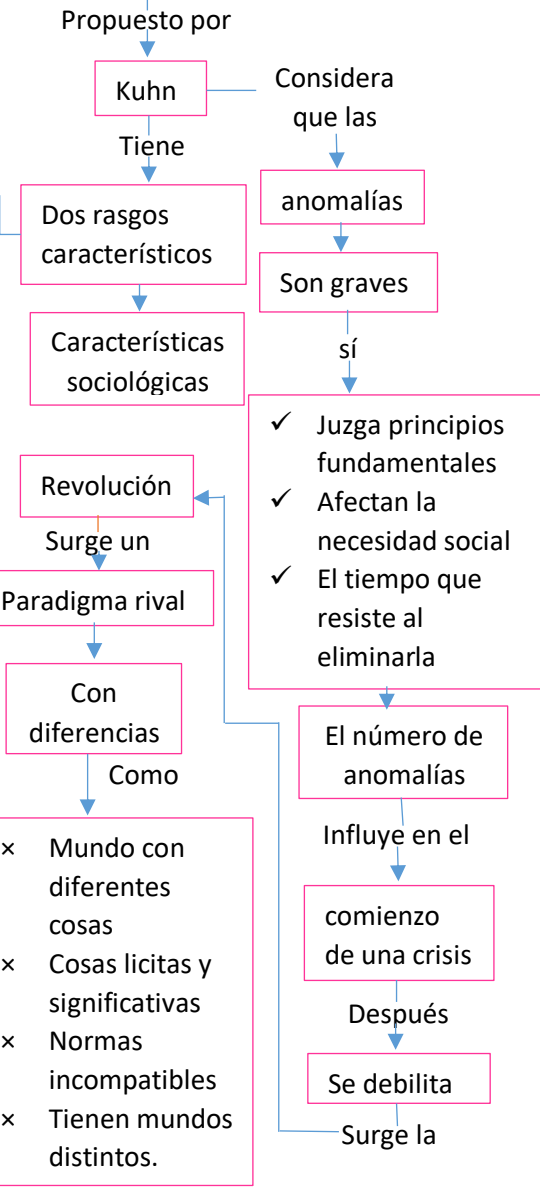 Propuesto por
Kuhn
Tiene
Dos rasgos
característicos
Características
sociológicas
Considera
que las
anomalías
Son graves
sí
✓ Juzga principios
fundamentales
✓ Afectan la
necesidad social
✓ El tiempo que
resiste al
eliminarla
El número de
anomalías
Influye en el
comienzo
de una crisis
Después
Se debilita
Surge la
Revolución
Surge un
Paradigma rival
Con
diferencias
Como
× Mundo con
diferentes
cosas
× Cosas licitas y
significativas
× Normas
incompatibles
× Tienen mundos
distintos.